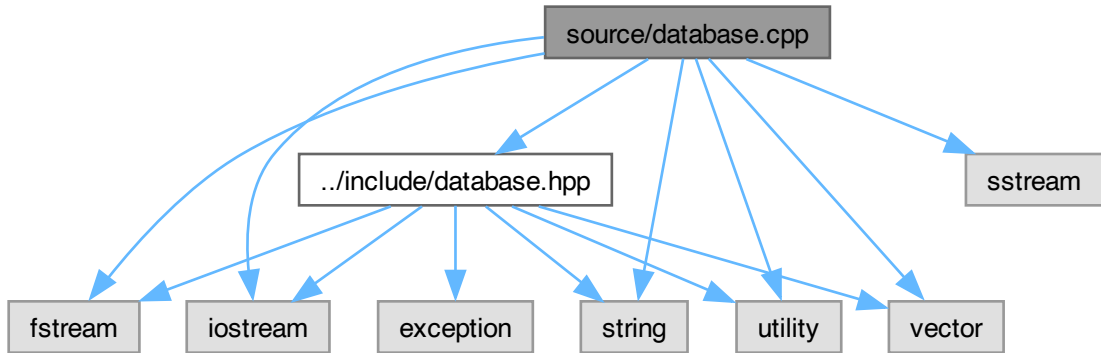 source/database.cpp
../include/database.hpp
sstream
fstream
iostream
exception
string
utility
vector